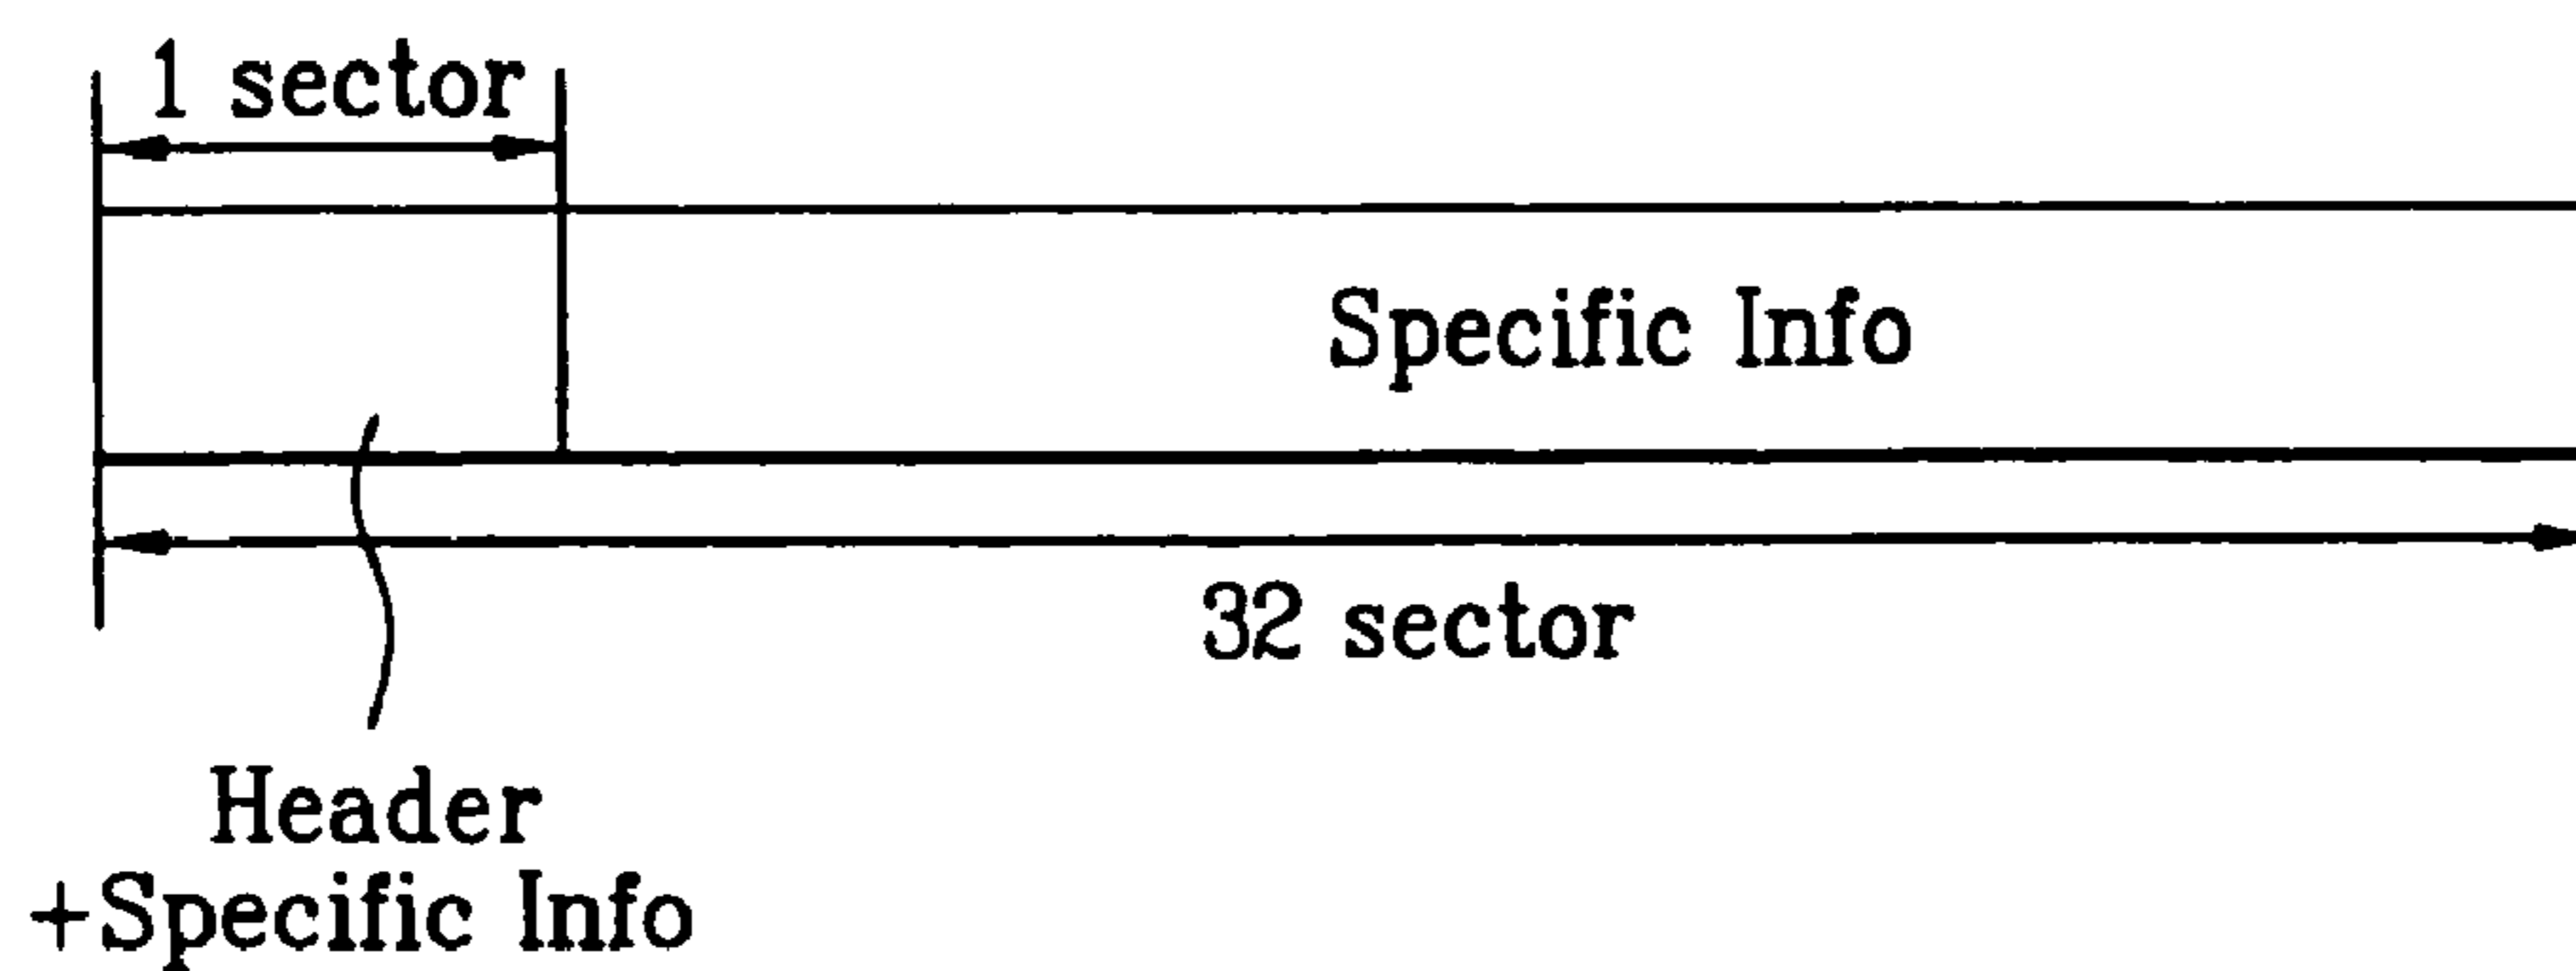 1 sector
Specific Info
32 sector
Header
+Specific Info